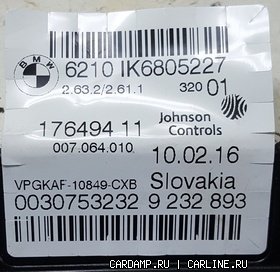 BMW
6210 IK6805227
2.63.2/2.61.1 320 01
176494 11 Johnson Controls
007.064.010 10.02.16
VPGKAF-10849-CXB Slovakia
0030753232 9 232 893
CARDAMP.RU | CARLINE.RU